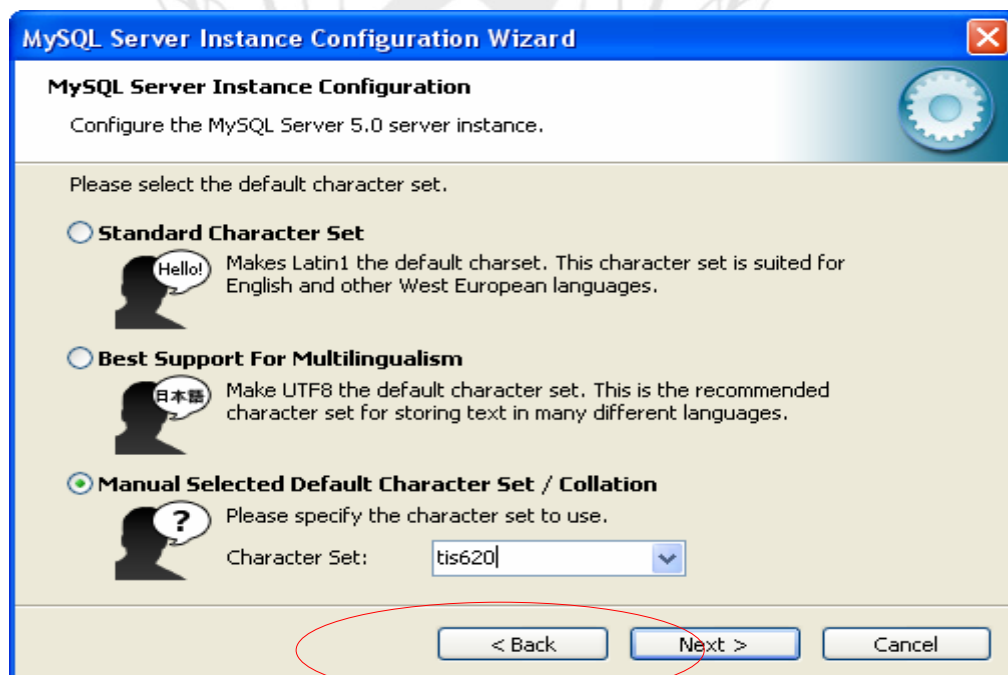 MySQL Server Instance Configuration Wizard
MySQL Server Instance Configuration
Configure the MySQL Server 5.0 server instance.
Please select the default character set.
Standard Character Set
Hello!
Makes Latin1 the default charset. This character set is suited for
English and other West European languages.
Best Support For Multilingualism
日本語
Make UTF8 the default character set. This is the recommended
character set for storing text in many different languages.
Manual Selected Default Character Set / Collation
?
Please specify the character set to use.
Character Set: tis620
< Back Next > Cancel